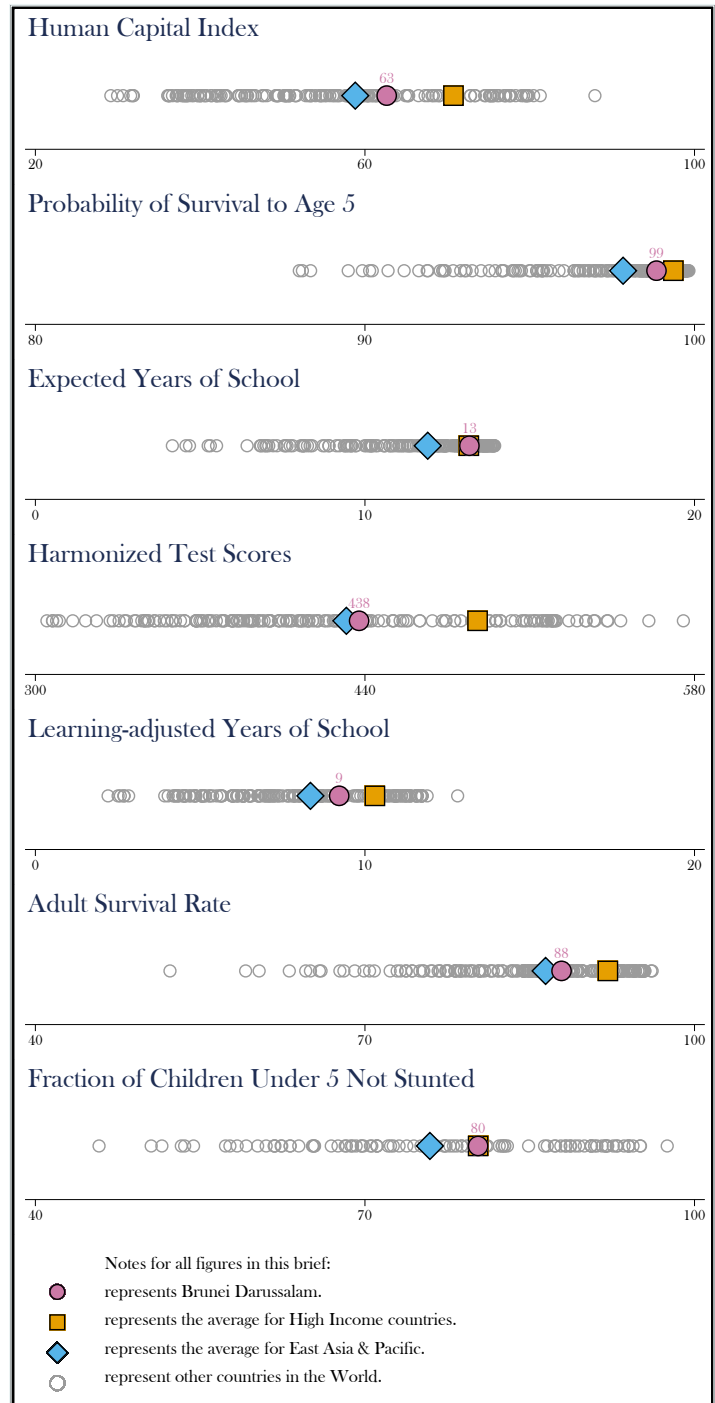 Human Capital Index
63
20 60 100
Probability of Survival to Age 5
99
80 90 100
Expected Years of School
13
0 10 20
Harmonized Test Scores
438
300 440 580
Learning-adjusted Years of School
9
0 10 20
Adult Survival Rate
88
40 70 100
Fraction of Children Under 5 Not Stunted
80
40 70 100
Notes for all figures in this brief:
represents Brunei Darussalam.
represents the average for High Income countries.
represents the average for East Asia & Pacific.
represent other countries in the World.